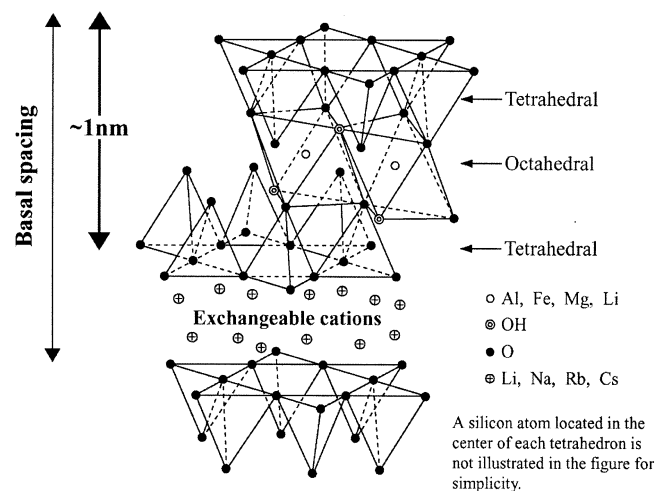 Basal spacing
~1nm
Tetrahedral
Octahedral
Tetrahedral
Exchangeable cations
Al, Fe, Mg, Li
OH
O
Li, Na, Rb, Cs
A silicon atom located in the
center of each tetrahedron is
not illustrated in the figure for
simplicity.